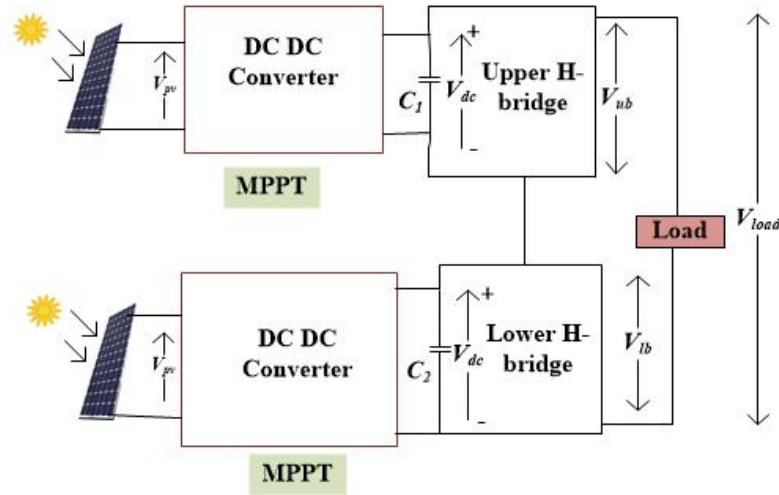 DC DC
Converter
V_pv
C_1
+
V_dc
-
Upper H-
bridge
V_ub
MPPT
Load
V_load
DC DC
Converter
V_pv
C_2
+
V_dc
-
Lower H-
bridge
V_lb
MPPT